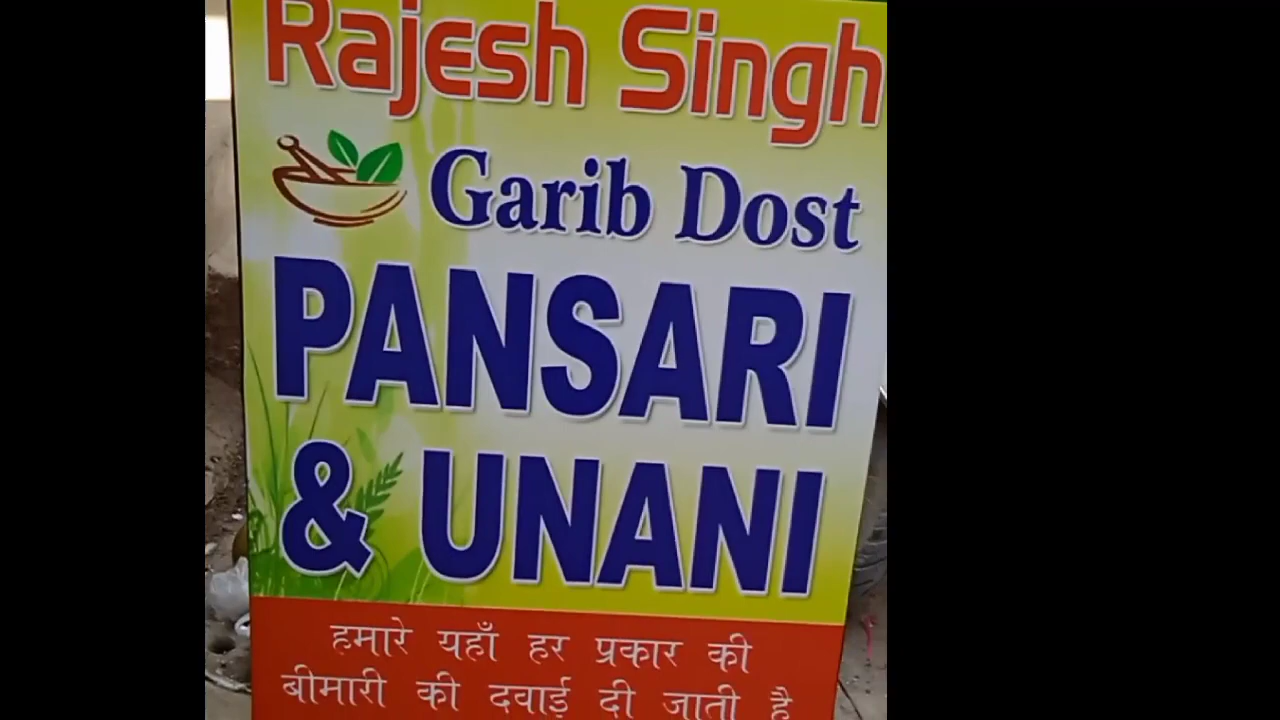 Rajesh Singh
Garib Dost
PANSARI
& UNANI
हमारे यहाँ हर प्रकार की
बीमारी की दवाई दी जाती है